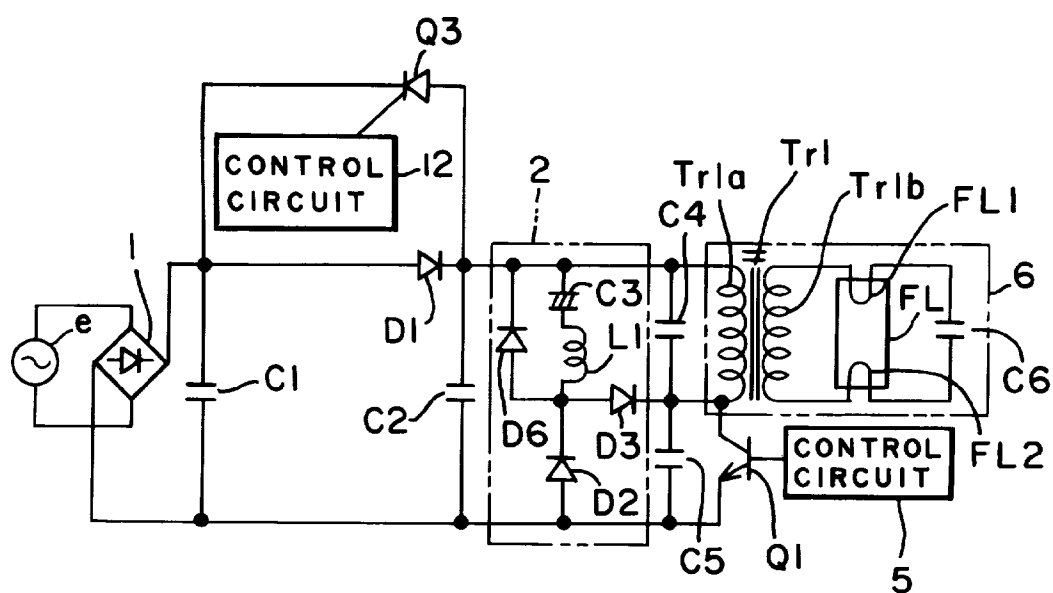 Q3
CONTROL
CIRCUIT
12
2
Tr1
Tr1a
Tr1b
C4
FL1
1
6
e
C3
FL
D1
L1
C1
C6
C2
D6
D3
FL2
CONTROL
CIRCUIT
D2
C5
Q1
5